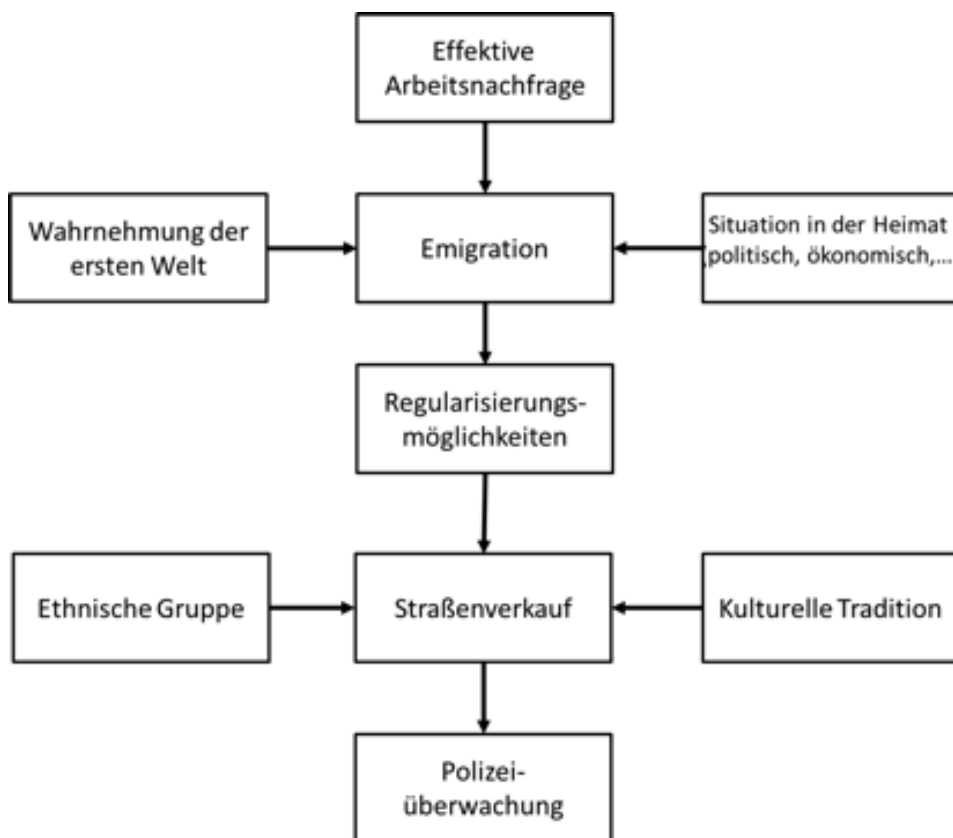 Effektive
Arbeitsnachfrage
Wahrnehmung der
ersten Welt
Emigration
Situation in der Heimat
politisch, ökonomisch,...
Regularisierungs-
möglichkeiten
Ethnische Gruppe
Straßenverkauf
Kulturelle Tradition
Polizei-
überwachung